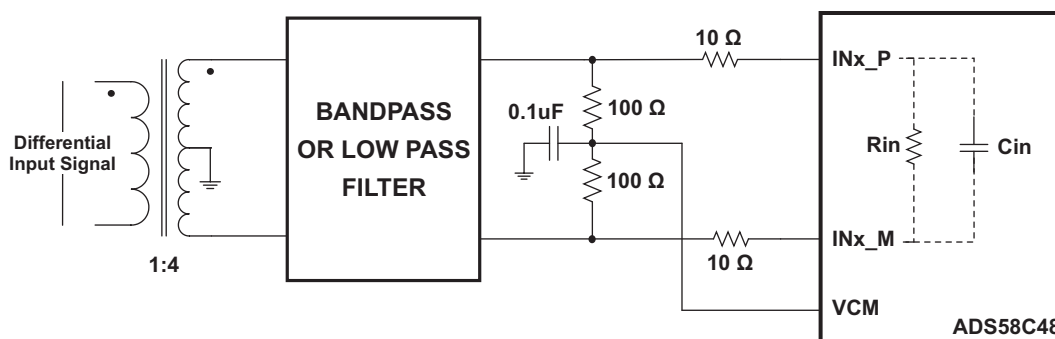 10 Ω
INx_P
0.1uF
100 Ω
BANDPASS
OR LOW PASS
FILTER
Differential
Input Signal
Rin
Cin
100 Ω
INx_M
1:4
10 Ω
VCM
ADS58C48